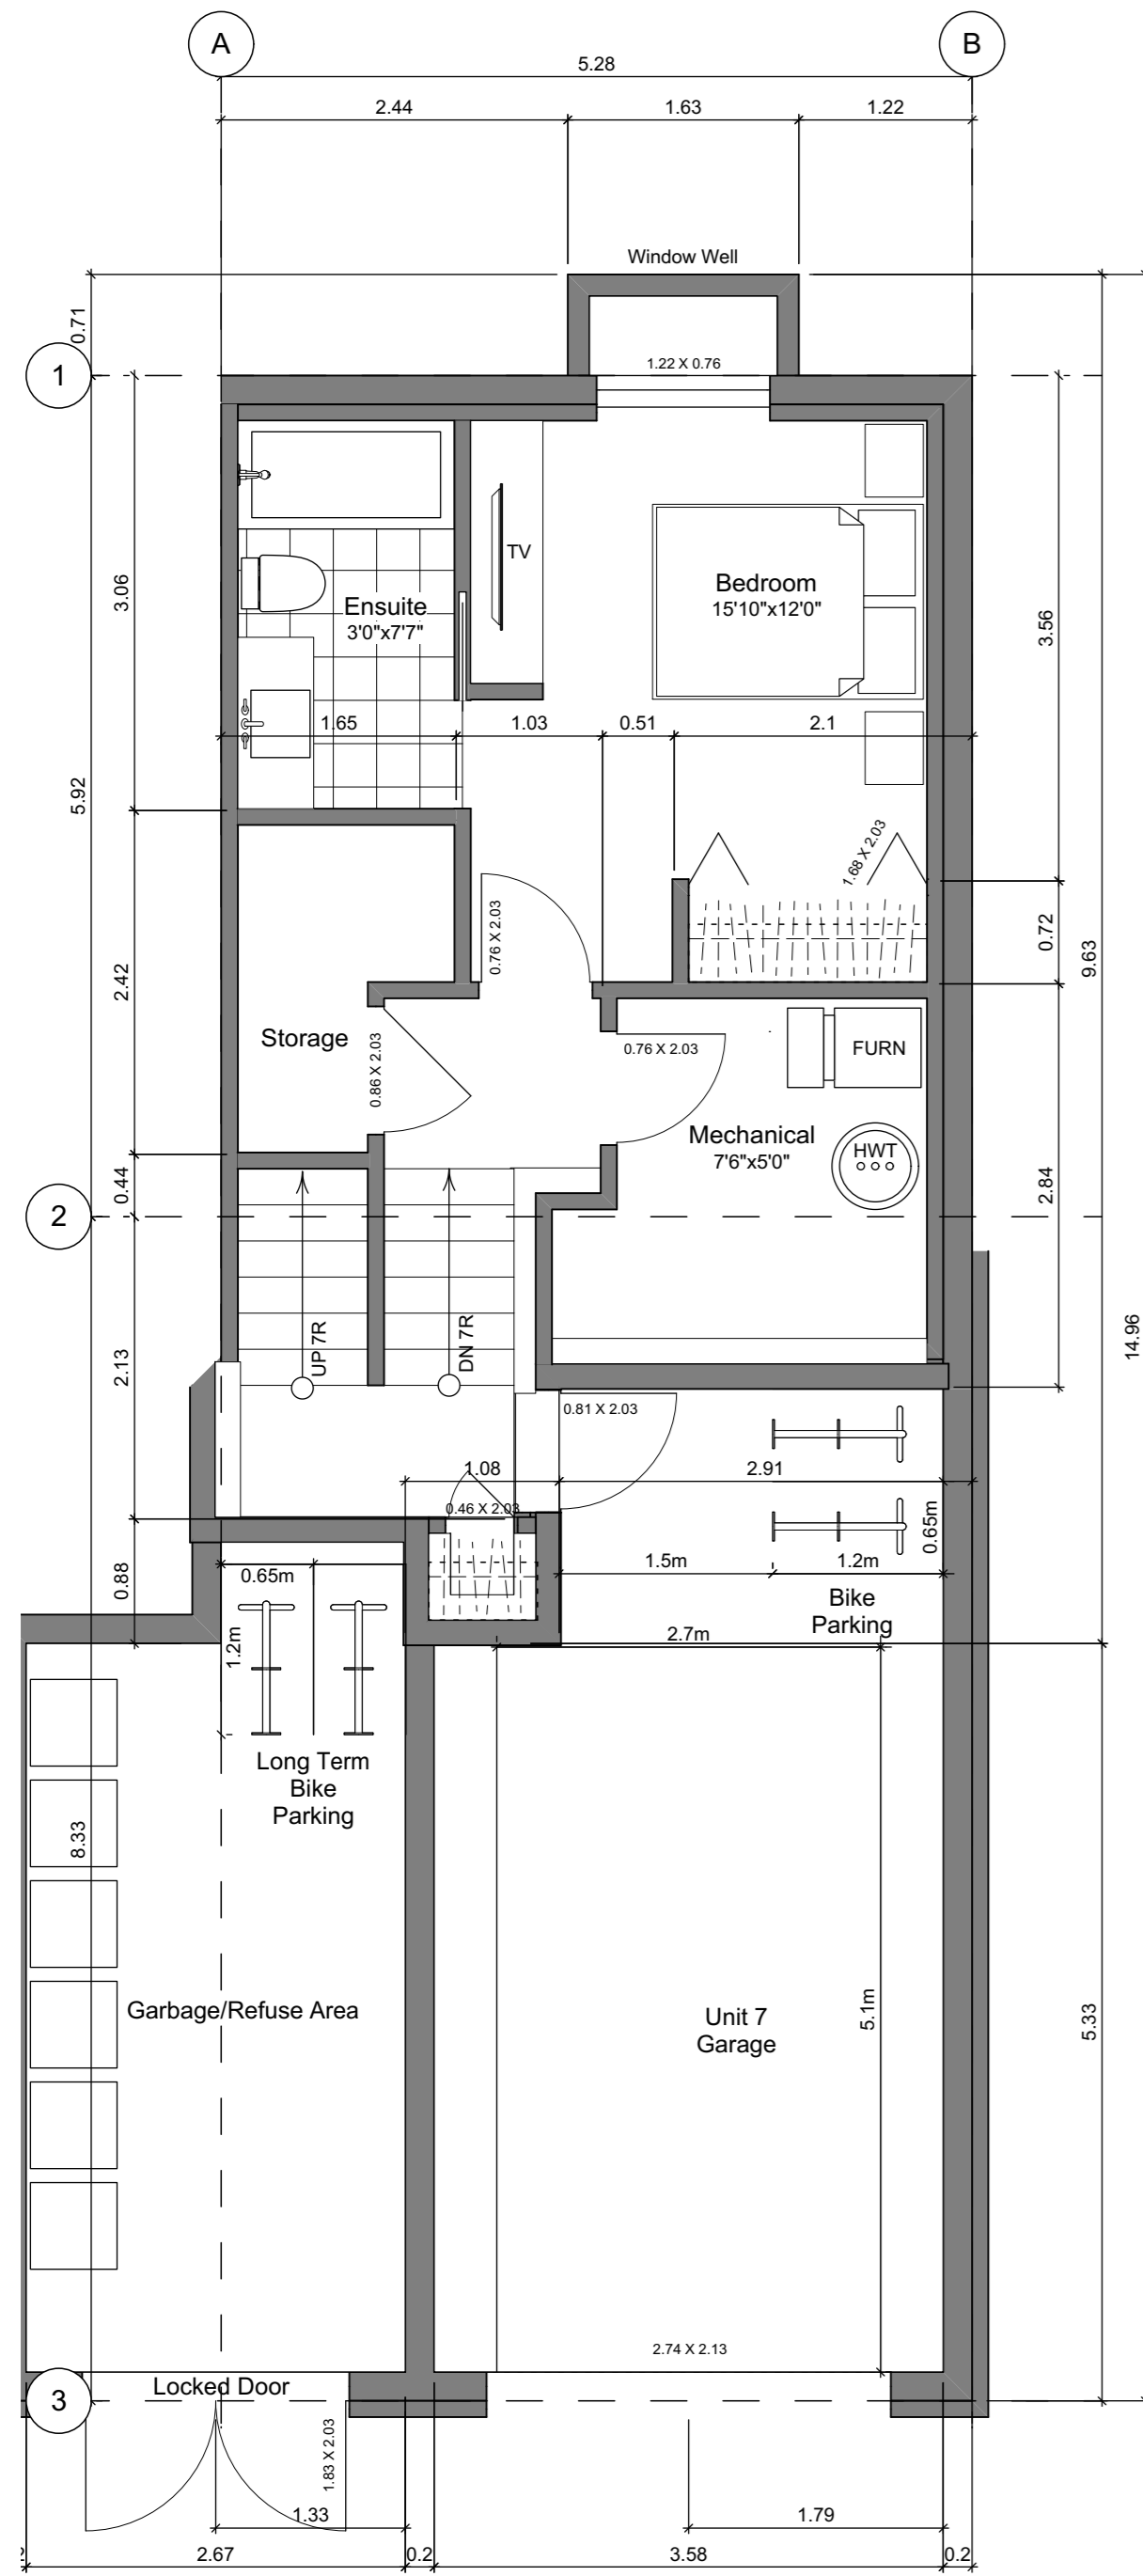 A
B
5.28
2.44
1.63
1.22
Window Well
0.71
1
1.22 X 0.76
TV
Bedroom
15'10"x12'0"
Ensuite
3'0"x7'7"
3.06
3.56
1.65
1.03
0.51
2.1
5.92
1.68 X 2.03
0.76 X 2.03
0.72
9.63
2.42
Storage
0.86 X 2.03
0.76 X 2.03
FURN
Mechanical
7'6"x5'0"
HWT
0.44
2.84
2
UP 7R
DN 7R
2.13
14.96
0.81 X 2.03
1.08
2.91
0.46 X 2.03
0.65m
0.88
0.65m
1.5m
1.2m
Bike
Parking
1.2m
2.7m
Long Term
Bike
Parking
8.33
Garbage/Refuse Area
Unit 7
Garage
5.1m
5.33
2.74 X 2.13
3
Locked Door
1.83 X 2.03
1.33
1.79
2.67
0.2
3.58
0.2